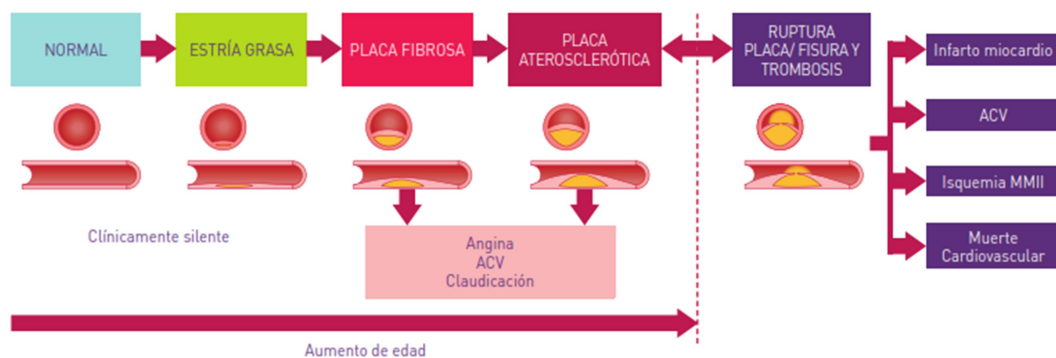 NORMAL
ESTRÍA GRASA
PLACA FIBROSA
PLACA
ATEROSCLERÓTICA
RUPTURA
PLACA/ FISURA Y
TROMBOSIS
Infarto miocardio
ACV
Isquemia MMII
Muerte
Cardiovascular
Clínicamente silente
Angina
ACV
Claudicación
Aumento de edad